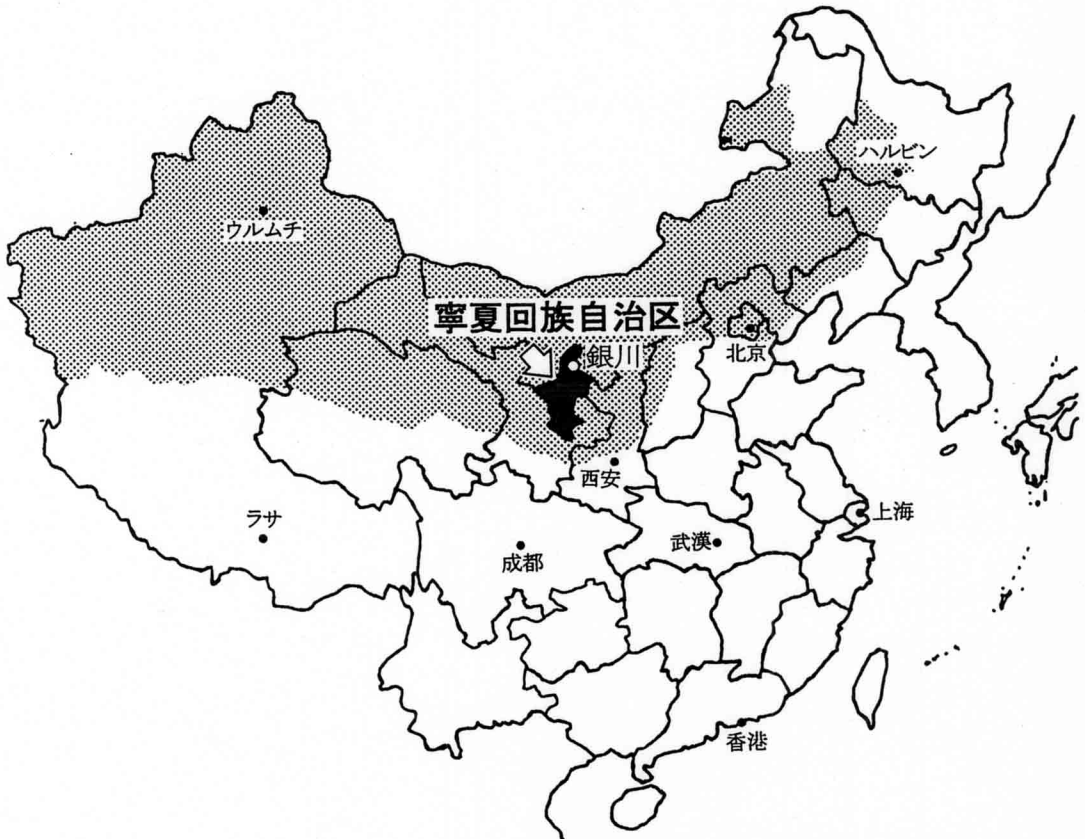 ハルビン
ウルムチ
寧夏回族自治区
銀川
北京
西安
ラサ
上海
武漢
成都
香港